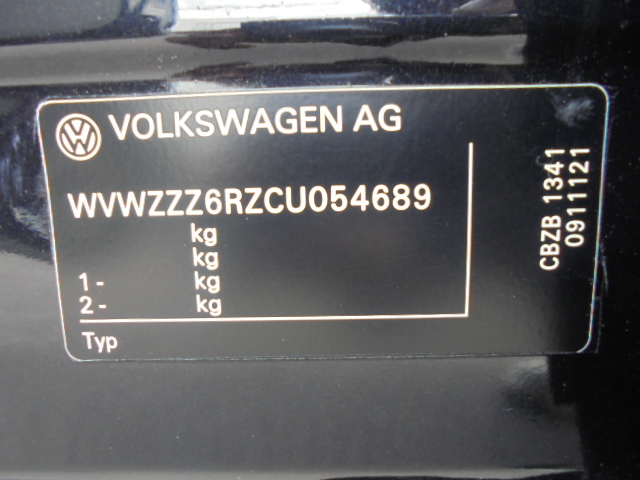 VOLKSWAGEN AG
WVWZZZ6RZCU054689
kg
kg
1- kg
2- kg
Typ
CBZB 1341
0911121